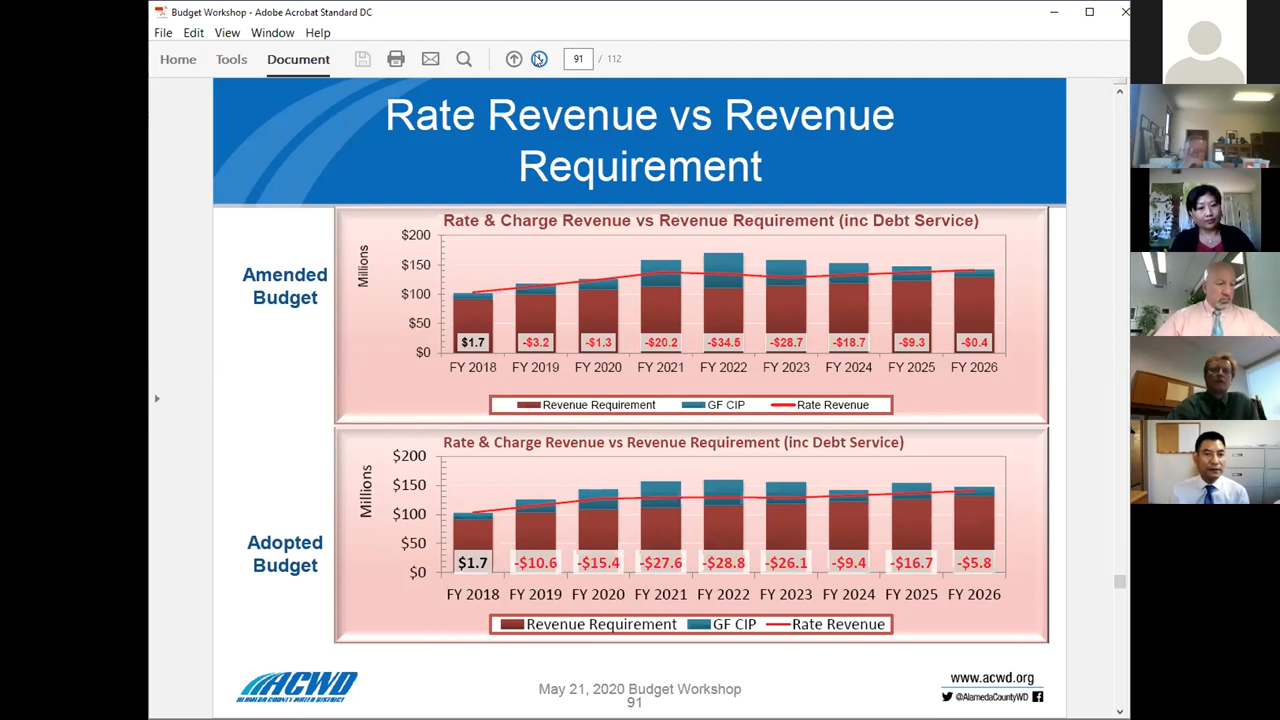 Budget Workshop - Adobe Acrobat Standard DC
File Edit View Window Help
Home Tools Document 91 / 112
Rate Revenue vs Revenue
Requirement
Amended
Budget
Rate & Charge Revenue vs Revenue Requirement (inc Debt Service)
Millions
$200
$150
$100
$50
$0
$1.7 -$3.2 -$1.3 -$20.2 -$34.5 -$28.7 -$18.7 -$9.3 -$0.4
FY 2018 FY 2019 FY 2020 FY 2021 FY 2022 FY 2023 FY 2024 FY 2025 FY 2026
Revenue Requirement GF CIP Rate Revenue
Adopted
Budget
Rate & Charge Revenue vs Revenue Requirement (inc Debt Service)
Millions
$200
$150
$100
$50
$0
$1.7 -$10.6 -$15.4 -$27.6 -$28.8 -$26.1 -$9.4 -$16.7 -$5.8
FY 2018 FY 2019 FY 2020 FY 2021 FY 2022 FY 2023 FY 2024 FY 2025 FY 2026
Revenue Requirement GF CIP Rate Revenue
ACWD
ALAMEDA COUNTY WATER DISTRICT
May 21, 2020 Budget Workshop
91
www.acwd.org
@AlamedaCountyWD